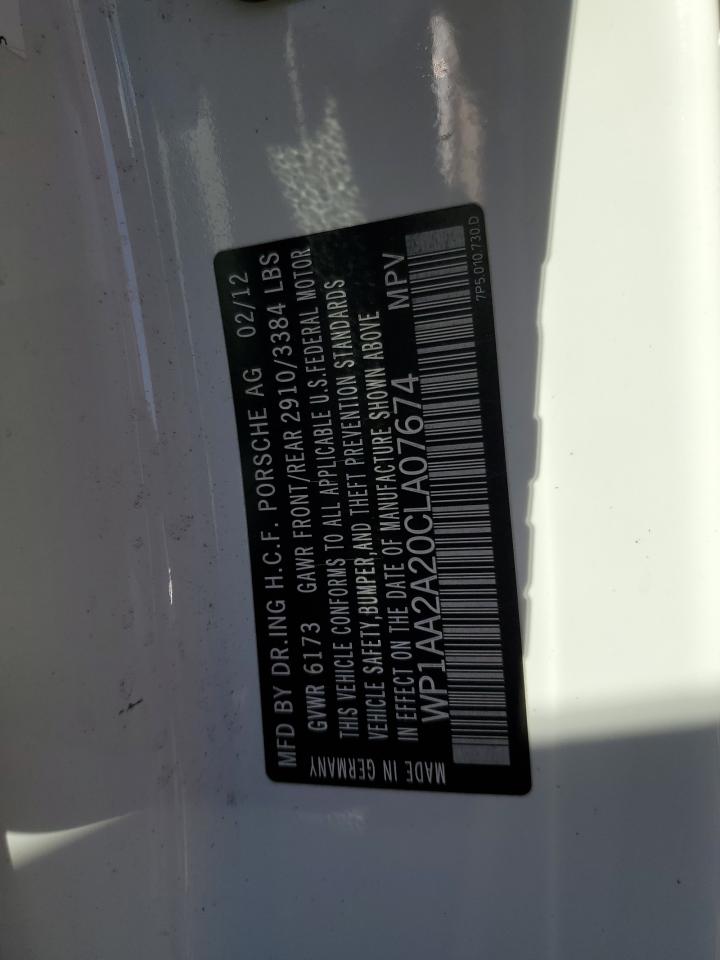 MFD BY DR.ING H.C.F. PORSCHE AG 02/12
GVWR 6173 GAWR FRONT/REAR 2910/3384 LBS
THIS VEHICLE CONFORMS TO ALL APPLICABLE U.S.FEDERAL MOTOR
VEHICLE SAFETY,BUMPER,AND THEFT PREVENTION STANDARDS
IN EFFECT ON THE DATE OF MANUFACTURE SHOWN ABOVE
WP1AA2A20CLA07674 MPV
MADE IN GERMANY
7P5.010.730.D